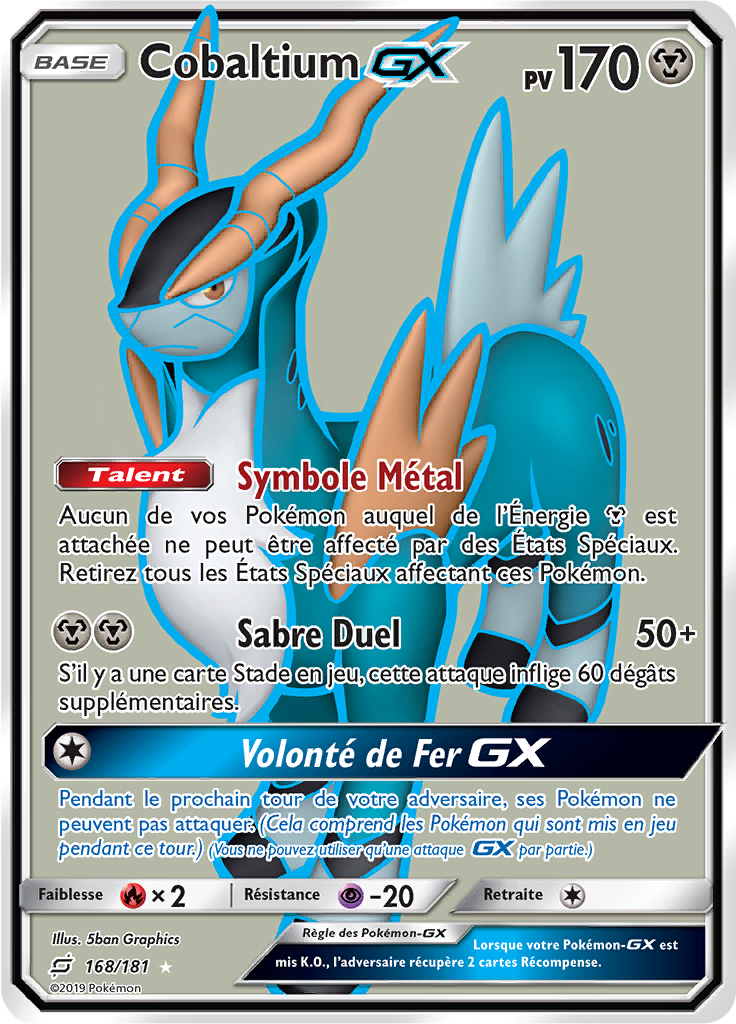 BASE Cobaltium GX PV 170
Talent Symbole Métal
Aucun de vos Pokémon auquel de l'Énergie est
attachée ne peut être affecté par des États Spéciaux.
Retirez tous les États Spéciaux affectant ces Pokémon.
Sabre Duel 50+
S'il y a une carte Stade en jeu, cette attaque inflige 60 dégâts
supplémentaires.
Volonté de Fer GX
Pendant le prochain tour de votre adversaire, ses Pokémon ne
peuvent pas attaquer. (Cela comprend les Pokémon qui sont mis en jeu
pendant ce tour.) (Vous ne pouvez utiliser qu'une attaque GX par partie.)
Faiblesse ×2 Résistance -20 Retraite
Illus. 5ban Graphics
168/181
©2019 Pokémon
Règle des Pokémon-GX
Lorsque votre Pokémon-GX est
mis K.O., l'adversaire récupère 2 cartes Récompense.